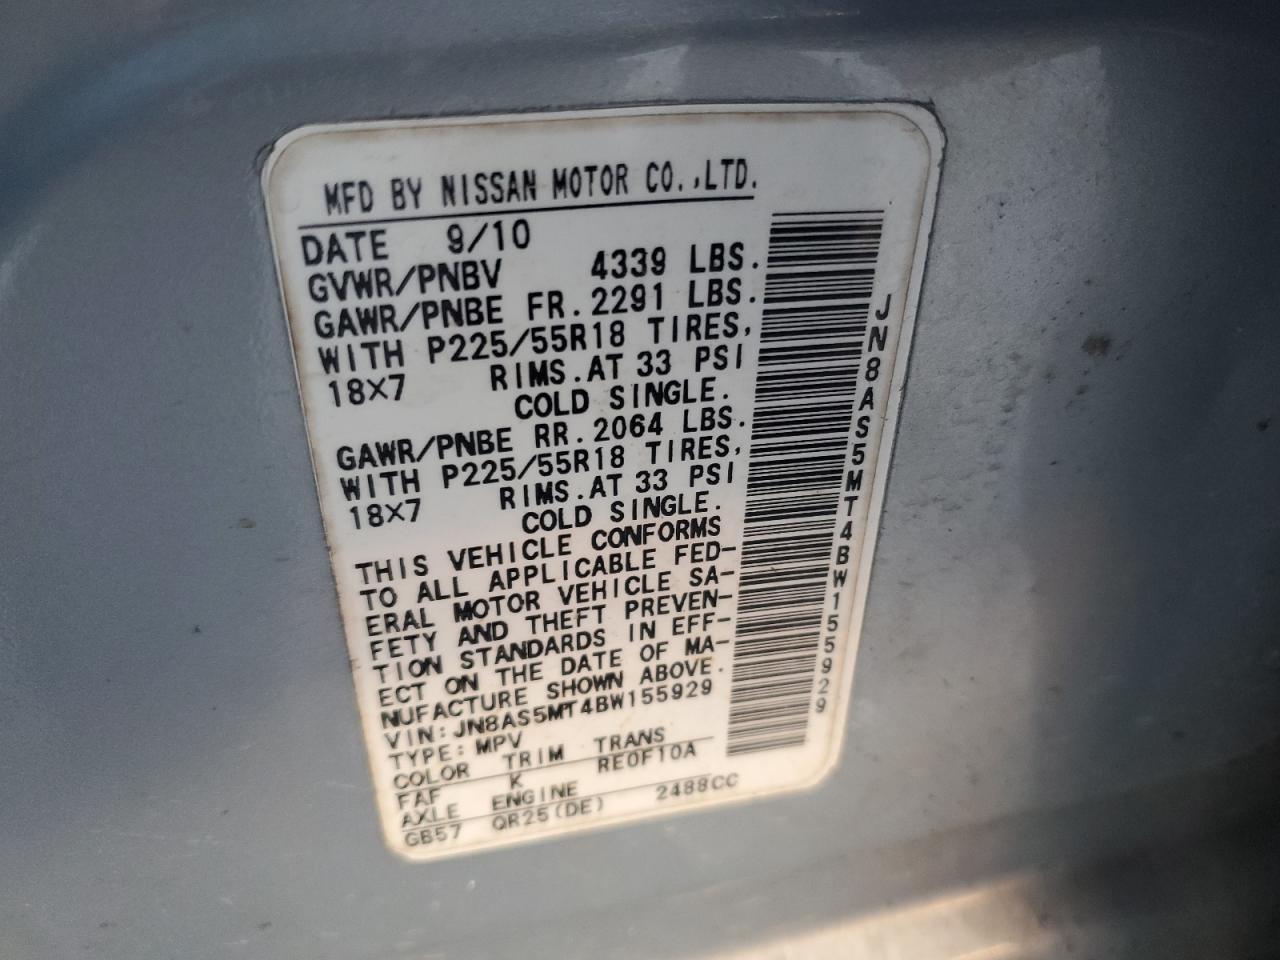 MFD BY NISSAN MOTOR CO.,LTD.
DATE 9/10
GVWR/PNBV 4339 LBS.
GAWR/PNBE FR.2291 LBS.
WITH P225/55R18 TIRES,
18X7 RIMS.AT 33 PSI
COLD SINGLE.
GAWR/PNBE RR.2064 LBS.
WITH P225/55R18 TIRES,
18X7 RIMS.AT 33 PSI
COLD SINGLE.
THIS VEHICLE CONFORMS
TO ALL APPLICABLE FED-
ERAL MOTOR VEHICLE SA-
FETY AND THEFT PREVEN-
TION STANDARDS IN EFF-
ECT ON THE DATE OF MA-
NUFACTURE SHOWN ABOVE.
VIN:JN8AS5MT4BW155929
TYPE:MPV
COLOR TRIM TRANS
FAF K RE0F10A
AXLE ENGINE
GB57 QR25(DE) 2488CC
JN8AS5MT4BW155929